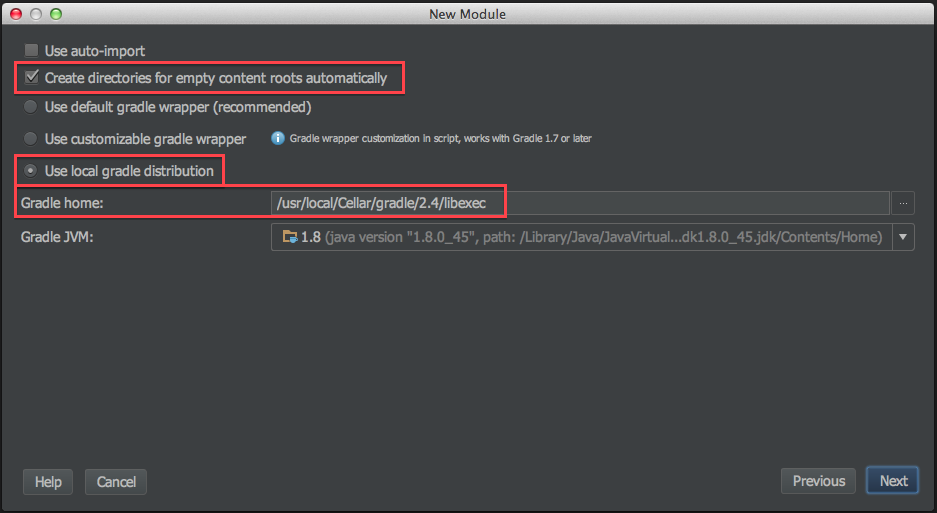 New Module
Use auto-import
Create directories for empty content roots automatically
Use default gradle wrapper (recommended)
Use customizable gradle wrapper Gradle wrapper customization in script, works with Gradle 1.7 or later
Use local gradle distribution
Gradle home: /usr/local/Cellar/gradle/2.4/libexec ...
Gradle JVM: 1.8 (java version "1.8.0_45", path: /Library/Java/JavaVirtual...dk1.8.0_45.jdk/Contents/Home)
Help Cancel Previous Next